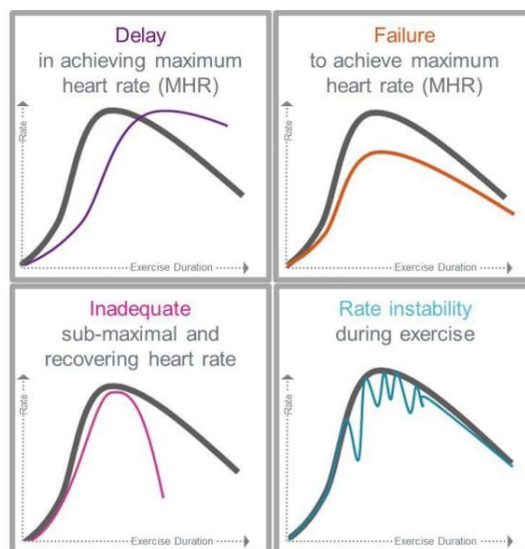 Delay
in achieving maximum
heart rate (MHR)
Rate
Exercise Duration
Failure
to achieve maximum
heart rate (MHR)
Rate
Exercise Duration
Inadequate
sub-maximal and
recovering heart rate
Rate
Exercise Duration
Rate instability
during exercise
Rate
Exercise Duration